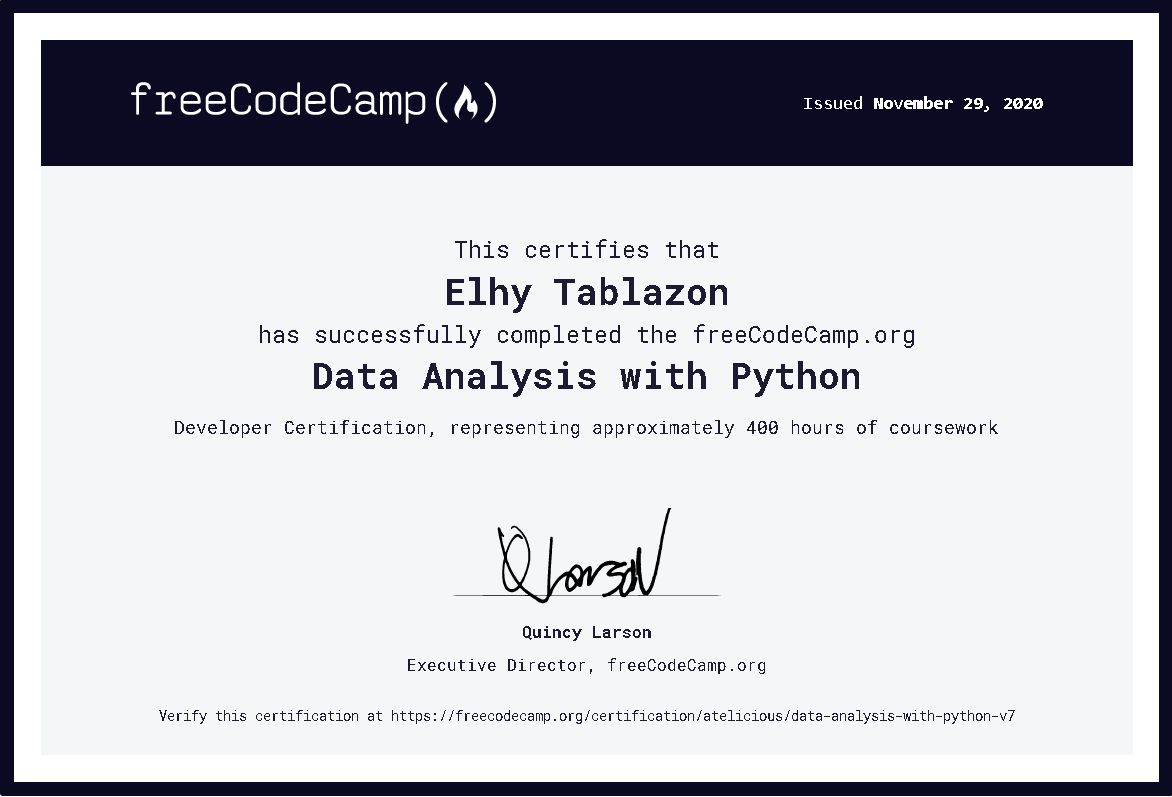 freeCodeCamp(🔥)
Issued November 29, 2020
This certifies that
Elhy Tablazon
has successfully completed the freeCodeCamp.org
Data Analysis with Python
Developer Certification, representing approximately 400 hours of coursework
QLarson
Quincy Larson
Executive Director, freeCodeCamp.org
Verify this certification at https://freecodecamp.org/certification/atelicious/data-analysis-with-python-v7